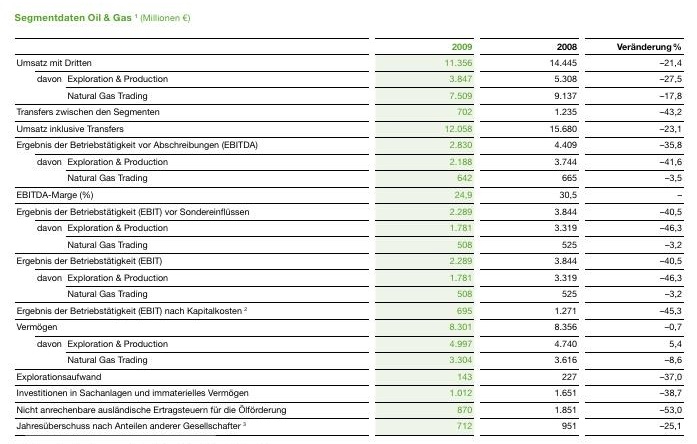 Segmentdaten Oil & Gas ¹ (Millionen €)
2009 2008 Veränderung %
Umsatz mit Dritten 11.356 14.445 –21,4
davon Exploration & Production 3.847 5.308 –27,5
Natural Gas Trading 7.509 9.137 –17,8
Transfers zwischen den Segmenten 702 1.235 –43,2
Umsatz inklusive Transfers 12.058 15.680 –23,1
Ergebnis der Betriebstätigkeit vor Abschreibungen (EBITDA) 2.830 4.409 –35,8
davon Exploration & Production 2.188 3.744 –41,6
Natural Gas Trading 642 665 –3,5
EBITDA-Marge (%) 24,9 30,5 –
Ergebnis der Betriebstätigkeit (EBIT) vor Sondereinflüssen 2.289 3.844 –40,5
davon Exploration & Production 1.781 3.319 –46,3
Natural Gas Trading 508 525 –3,2
Ergebnis der Betriebstätigkeit (EBIT) 2.289 3.844 –40,5
davon Exploration & Production 1.781 3.319 –46,3
Natural Gas Trading 508 525 –3,2
Ergebnis der Betriebstätigkeit (EBIT) nach Kapitalkosten ² 695 1.271 –45,3
Vermögen 8.301 8.356 –0,7
davon Exploration & Production 4.997 4.740 5,4
Natural Gas Trading 3.304 3.616 –8,6
Explorationsaufwand 143 227 –37,0
Investitionen in Sachanlagen und immaterielles Vermögen 1.012 1.651 –38,7
Nicht anrechenbare ausländische Ertragsteuern für die Ölförderung 870 1.851 –53,0
Jahresüberschuss nach Anteilen anderer Gesellschafter ³ 712 951 –25,1